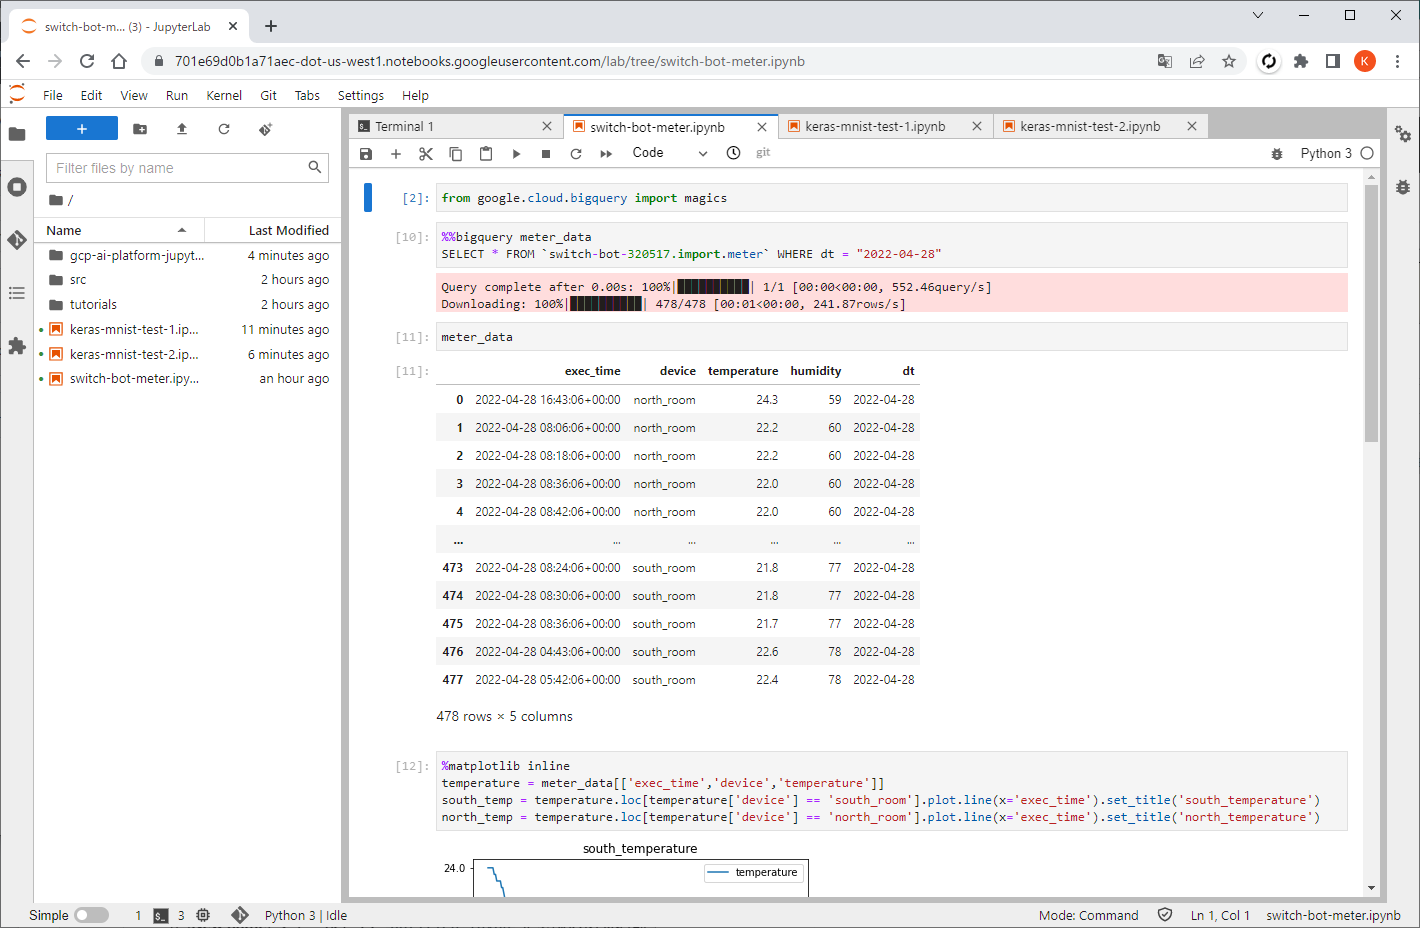 switch-bot-m... (3) - JupyterLab
701e69d0b1a71aec-dot-us-west1.notebooks.googleusercontent.com/lab/tree/switch-bot-meter.ipynb
K
File Edit View Run Kernel Git Tabs Settings Help
Terminal 1
switch-bot-meter.ipynb
keras-mnist-test-1.ipynb
keras-mnist-test-2.ipynb
Code
git
Python 3
Filter files by name
/
Name Last Modified
gcp-ai-platform-jupyt... 4 minutes ago
src 2 hours ago
tutorials 2 hours ago
keras-mnist-test-1.ip... 11 minutes ago
keras-mnist-test-2.ip... 6 minutes ago
switch-bot-meter.ipy... an hour ago
[2]: from google.cloud.bigquery import magics
[10]: %%bigquery meter_data
SELECT * FROM `switch-bot-320517.import.meter` WHERE dt = "2022-04-28"
Query complete after 0.00s: 100%|██████████| 1/1 [00:00<00:00, 552.46query/s]
Downloading: 100%|██████████| 478/478 [00:01<00:00, 241.87rows/s]
[11]: meter_data
[11]: exec_time device temperature humidity dt
0 2022-04-28 16:43:06+00:00 north_room 24.3 59 2022-04-28
1 2022-04-28 08:06:06+00:00 north_room 22.2 60 2022-04-28
2 2022-04-28 08:18:06+00:00 north_room 22.2 60 2022-04-28
3 2022-04-28 08:36:06+00:00 north_room 22.0 60 2022-04-28
4 2022-04-28 08:42:06+00:00 north_room 22.0 60 2022-04-28
... ... ... ... ... ...
473 2022-04-28 08:24:06+00:00 south_room 21.8 77 2022-04-28
474 2022-04-28 08:30:06+00:00 south_room 21.8 77 2022-04-28
475 2022-04-28 08:36:06+00:00 south_room 21.7 77 2022-04-28
476 2022-04-28 04:43:06+00:00 south_room 22.6 78 2022-04-28
477 2022-04-28 05:42:06+00:00 south_room 22.4 78 2022-04-28
478 rows × 5 columns
[12]: %matplotlib inline
temperature = meter_data[['exec_time','device','temperature']]
south_temp = temperature.loc[temperature['device'] == 'south_room'].plot.line(x='exec_time').set_title('south_temperature')
north_temp = temperature.loc[temperature['device'] == 'north_room'].plot.line(x='exec_time').set_title('north_temperature')
south_temperature
24.0
temperature
Simple 1 $_ 3 Python 3 | Idle Mode: Command Ln 1, Col 1 switch-bot-meter.ipynb